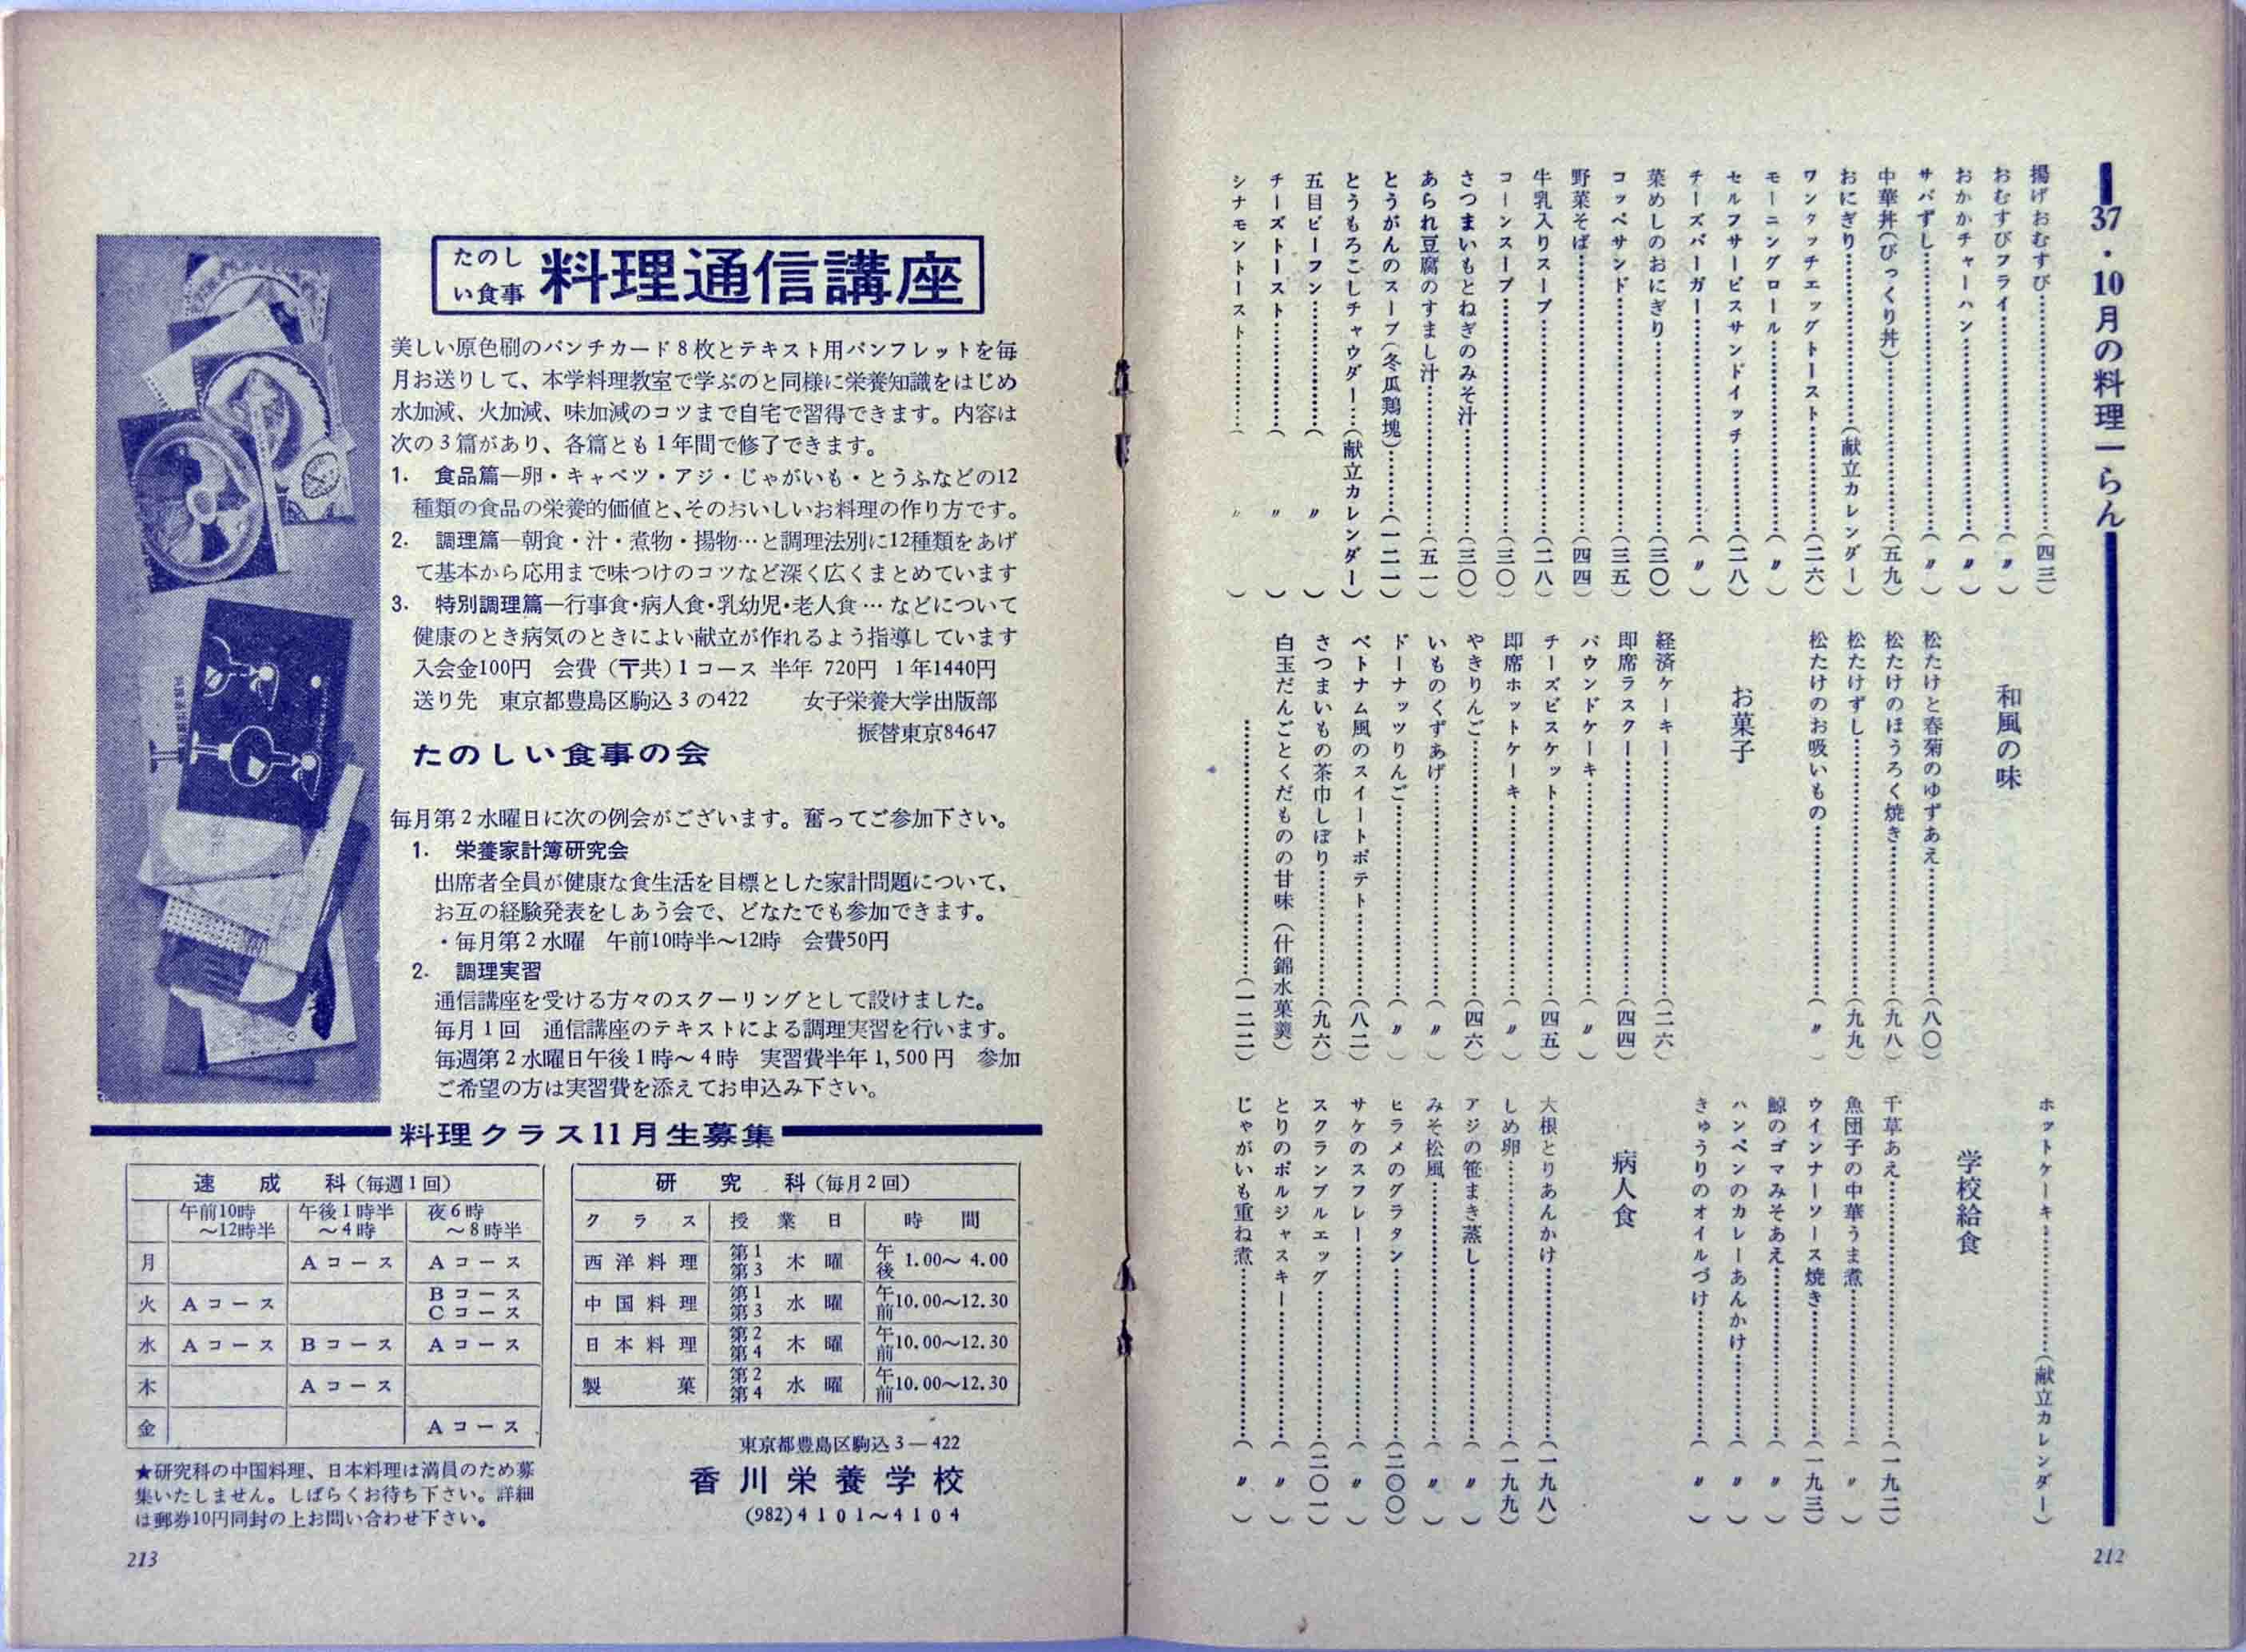 37・10月の料理一らん
揚げおむすび……(四三)
おむすびフライ……(〃)
おかかチャーハン……(〃)
サバずし……(〃)
中華丼(びっくり丼)……(五九)
おにぎり……(献立カレンダー)
ワンタッチエッグトースト……(二六)
モーニングロール……(〃)
セルフサービスサンドイッチ……(二八)
チーズバーガー……(〃)
菜めしのおにぎり……(三〇)
コッペサンド……(三五)
野菜そば……(四四)
牛乳入りスープ……(二八)
コーンスープ……(三〇)
さつまいもとねぎのみそ汁……(三〇)
あられ豆腐のすまし汁……(五一)
とうがんのスープ(冬瓜鶏塊)……(一二一)
とうもろこしチャウダー…(献立カレンダー)
五目ビーフン……(〃)
チーズトースト……(〃)
シナモントースト……(〃)
和風の味
松たけと春菊のゆずあえ……(八〇)
松たけのほうろく焼き……(九八)
松たけずし……(九九)
松たけのお吸いもの……(〃)
お菓子
経済ケーキ……(二六)
即席ラスク……(四四)
パウンドケーキ……(〃)
チーズビスケット……(四五)
即席ホットケーキ……(〃)
やきりんご……(四六)
いものくずあげ……(〃)
ドーナッツりんご……(〃)
ベトナム風のスイートポテト……(八二)
さつまいもの茶巾しぼり……(九六)
白玉だんごとくだものの甘味(什錦水菓羹)
……(一二二)
ホットケーキ……(献立カレンダー)
学校給食
千草あえ……(一九二)
魚団子の中華うま煮……(〃)
ウインナーソース焼き……(一九三)
鯨のゴマみそあえ……(〃)
ハンペンのカレーあんかけ……(〃)
きゅうりのオイルづけ……(〃)
病人食
大根とりあんかけ……(一九八)
しめ卵……(一九九)
アジの笹まき蒸し……(〃)
みそ松風……(〃)
ヒラメのグラタン……(二〇〇)
サケのスフレー……(〃)
スクランブルエッグ……(二〇一)
とりのポルジャスキー……(〃)
じゃがいも重ね煮……(〃)
212
たのしい食事 料理通信講座
美しい原色刷のパンチカード8枚とテキスト用パンフレットを毎
月お送りして、本学料理教室で学ぶのと同様に栄養知識をはじめ
水加減、火加減、味加減のコツまで自宅で習得できます。内容は
次の3篇があり、各篇とも1年間で修了できます。
1. 食品篇―卵・キャベツ・アジ・じゃがいも・とうふなどの12
種類の食品の栄養的価値と、そのおいしいお料理の作り方です。
2. 調理篇―朝食・汁・煮物・揚物…と調理法別に12種類をあげ
て基本から応用まで味つけのコツなど深く広くまとめています
3. 特別調理篇―行事食・病人食・乳幼児・老人食…などについて
健康のとき病気のときによい献立が作れるよう指導しています
入会金100円 会費(〒共)1コース 半年 720円 1年1440円
送り先 東京都豊島区駒込3の422 女子栄養大学出版部
振替東京84647
たのしい食事の会
毎月第2水曜日に次の例会がございます。奮ってご参加下さい。
1. 栄養家計簿研究会
出席者全員が健康な食生活を目標とした家計問題について、
お互の経験発表をしあう会で、どなたでも参加できます。
・毎月第2水曜 午前10時半～12時 会費50円
2. 調理実習
通信講座を受ける方々のスクーリングとして設けました。
毎月1回 通信講座のテキストによる調理実習を行います。
毎週第2水曜日午後1時～4時 実習費半年1,500円 参加
ご希望の方は実習費を添えてお申込み下さい。
料理クラス11月生募集
速成科(毎週1回)
午前10時～12時半 午後1時半～4時 夜6時～8時半
月 Aコース Aコース
火 Aコース Bコース Cコース
水 Aコース Bコース Aコース
木 Aコース
金 Aコース
★研究科の中国料理、日本料理は満員のため募
集いたしません。しばらくお待ち下さい。詳細
は郵券10円同封の上お問い合わせ下さい。
研究科(毎月2回)
クラス 授業日 時間
西洋料理 第1第3木曜 午後1.00～4.00
中国料理 第1第3水曜 午前10.00～12.30
日本料理 第2第4木曜 午前10.00～12.30
製菓 第2第4水曜 午前10.00～12.30
東京都豊島区駒込3―422
香川栄養学校
(982)4101～4104
213